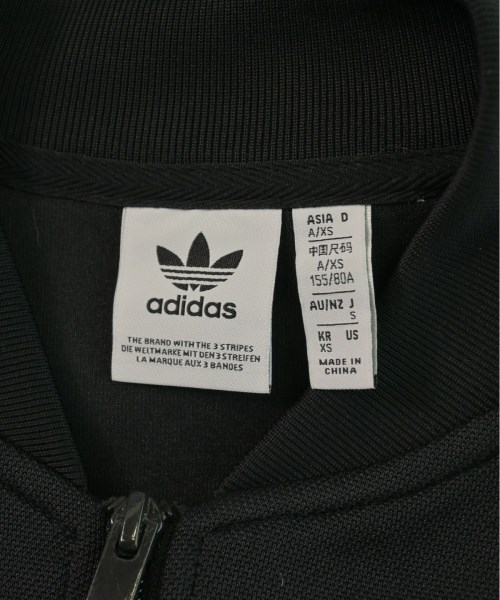 adidas
THE BRAND WITH THE 3 STRIPES
DIE WELTMARKE MIT DEN 3 STREIFEN
LA MARQUE AUX 3 BANDES
ASIA D
A/XS
中国尺码
A/XS
155/80A
AU/NZ J
S
KR US
XS
MADE IN
CHINA